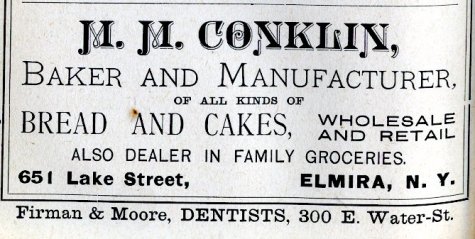 M. M. CONKLIN,
BAKER AND MANUFACTURER,
OF ALL KINDS OF
BREAD AND CAKES, WHOLESALE AND RETAIL
ALSO DEALER IN FAMILY GROCERIES.
651 Lake Street, ELMIRA, N. Y.
Firman & Moore, DENTISTS, 300 E. Water-St.